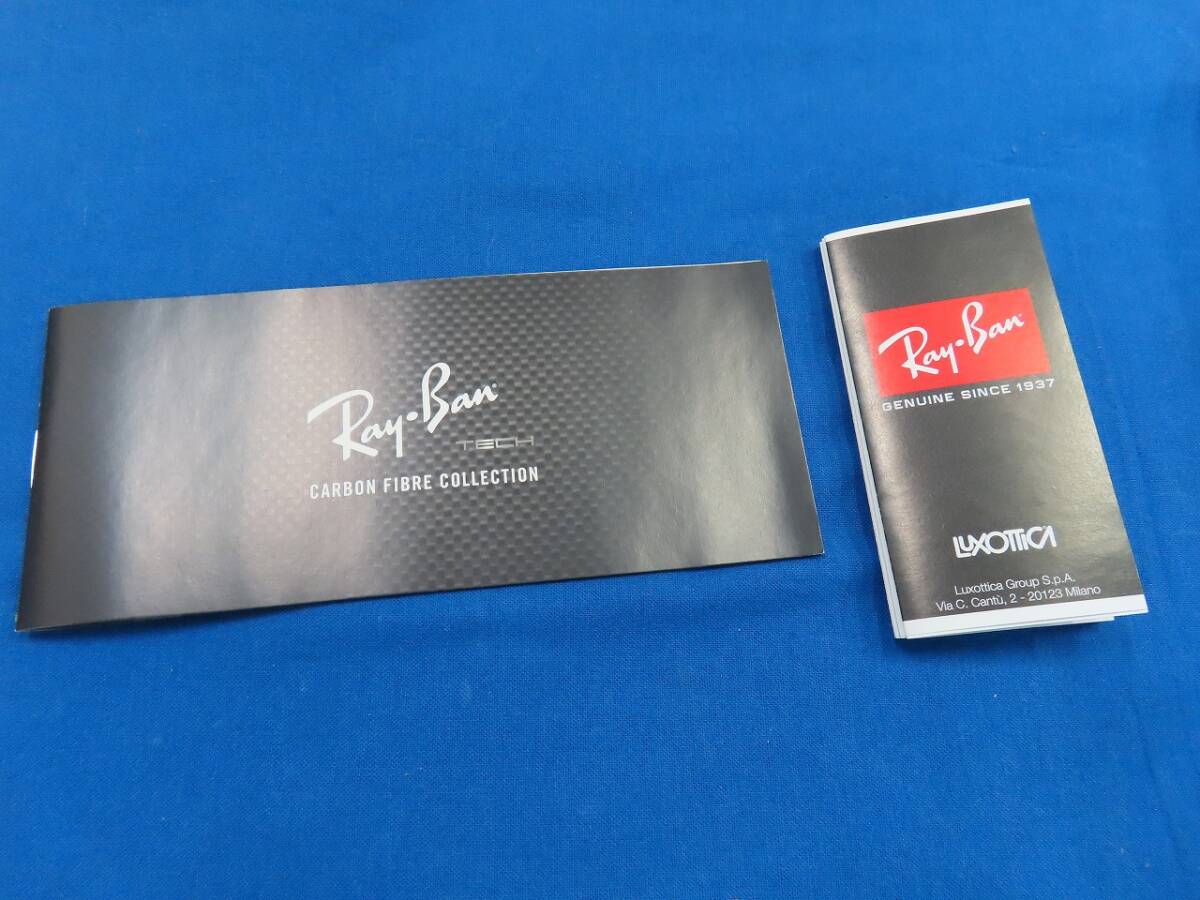 Ray·Ban
TECH
CARBON FIBRE COLLECTION
Ray·Ban
GENUINE SINCE 1937
LUXOTTICA
Luxottica Group S.p.A.
Via C. Cantù, 2 - 20123 Milano